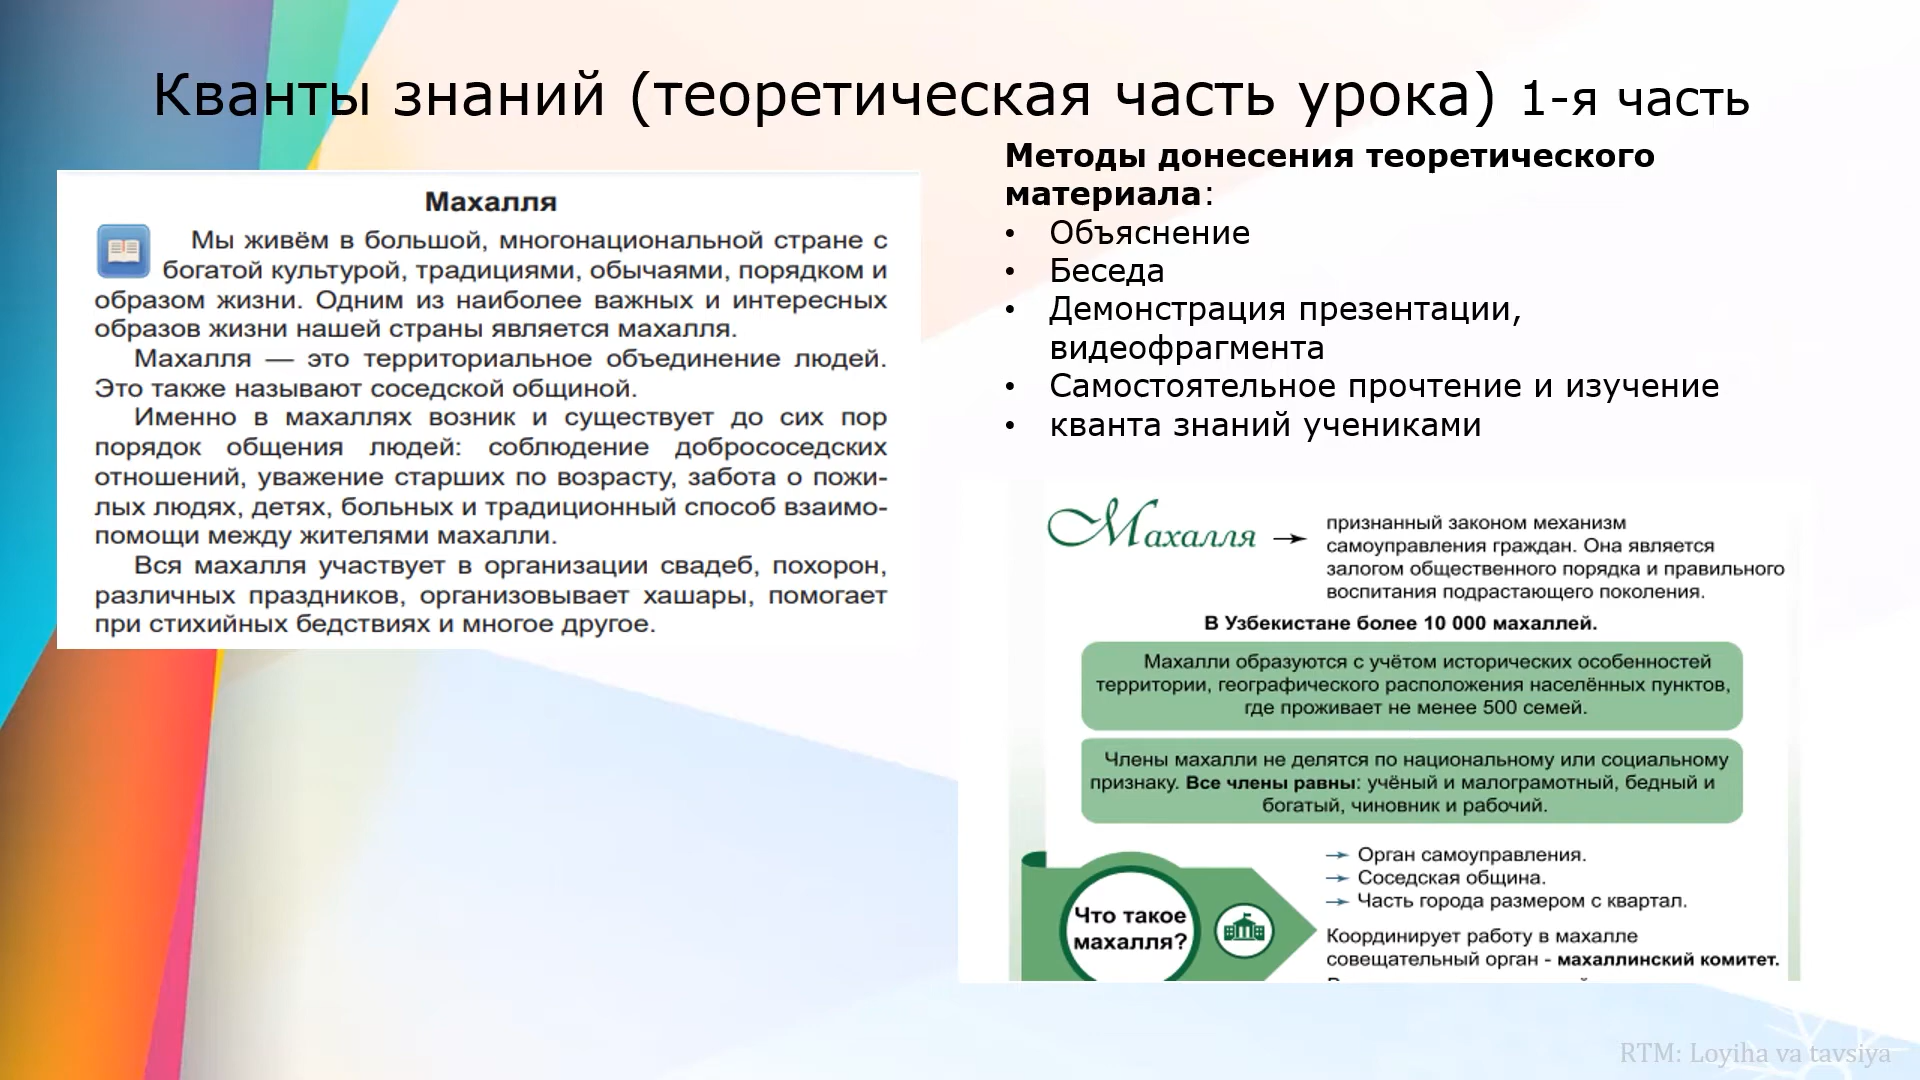 Кванты знаний (теоретическая часть урока) 1-я часть
Махалля
Мы живём в большой, многонациональной стране с
богатой культурой, традициями, обычаями, порядком и
образом жизни. Одним из наиболее важных и интересных
образов жизни нашей страны является махалля.
Махалля — это территориальное объединение людей.
Это также называют соседской общиной.
Именно в махаллях возник и существует до сих пор
порядок общения людей: соблюдение добрососедских
отношений, уважение старших по возрасту, забота о пожи-
лых людях, детях, больных и традиционный способ взаимо-
помощи между жителями махалли.
Вся махалля участвует в организации свадеб, похорон,
различных праздников, организовывает хашары, помогает
при стихийных бедствиях и многое другое.
Методы донесения теоретического
материала:
• Объяснение
• Беседа
• Демонстрация презентации,
видеофрагмента
• Самостоятельное прочтение и изучение
• кванта знаний учениками
Махалля → признанный законом механизм
самоуправления граждан. Она является
залогом общественного порядка и правильного
воспитания подрастающего поколения.
В Узбекистане более 10 000 махаллей.
Махалли образуются с учётом исторических особенностей
территории, географического расположения населённых пунктов,
где проживает не менее 500 семей.
Члены махалли не делятся по национальному или социальному
признаку. Все члены равны: учёный и малограмотный, бедный и
богатый, чиновник и рабочий.
Что такое
махалля?
→ Орган самоуправления.
→ Соседская община.
→ Часть города размером с квартал.
Координирует работу в махалле
совещательный орган - махаллинский комитет.
RTM: Loyiha va tavsiya